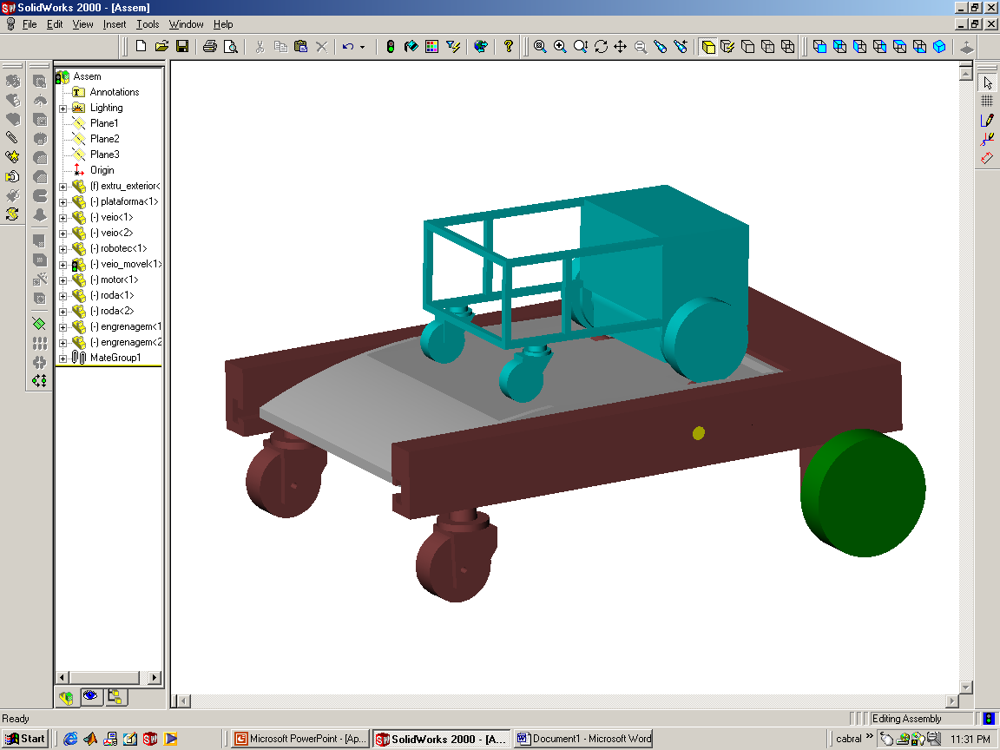 SolidWorks 2000 - [Assem]
File Edit View Insert Tools Window Help
Assem
Annotations
Lighting
Plane1
Plane2
Plane3
Origin
(f) extru_exterior<
(-) plataforma<1>
(-) veio<1>
(-) veio<2>
(-) robotec<1>
(-) veio_movel<1>
(-) motor<1>
(-) roda<1>
(-) roda<2>
(-) engrenagem<1
(-) engrenagem<2
MateGroup1
Ready
Editing Assembly
Start
Microsoft PowerPoint - [Ap...
SolidWorks 2000 - [A...
Document1 - Microsoft Word
cabral
»
11:31 PM